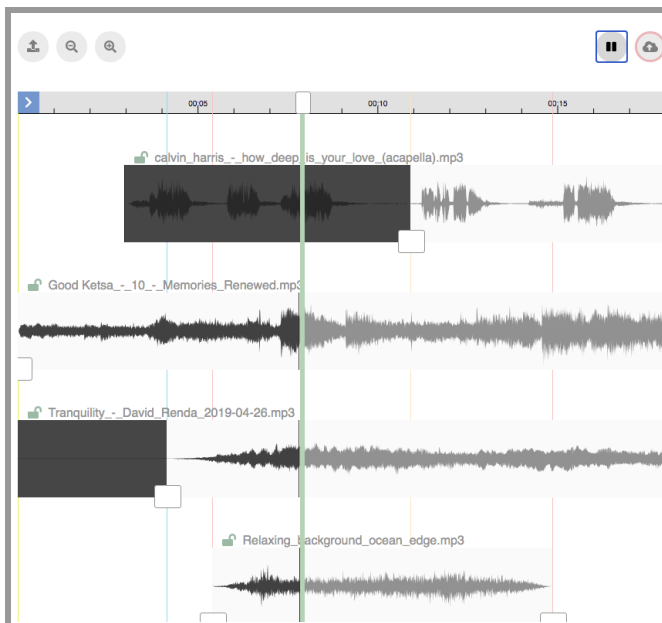 00:05 00:10 00:15
calvin_harris_-_how_deep_is_your_love_(acapella).mp3
Good Ketsa_-_10_-_Memories_Renewed.mp3
Tranquility_-_David_Renda_2019-04-26.mp3
Relaxing_background_ocean_edge.mp3